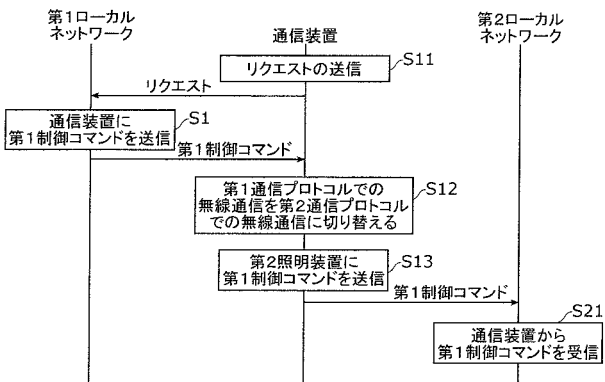 第1ローカル
ネットワーク
通信装置
第2ローカル
ネットワーク
リクエストの送信
S11
リクエスト
通信装置に
第1制御コマンドを送信
S1
第1制御コマンド
第1通信プロトコルでの
無線通信を第2通信プロトコル
での無線通信に切り替える
S12
第2照明装置に
第1制御コマンドを送信
S13
第1制御コマンド
S21
通信装置から
第1制御コマンドを受信